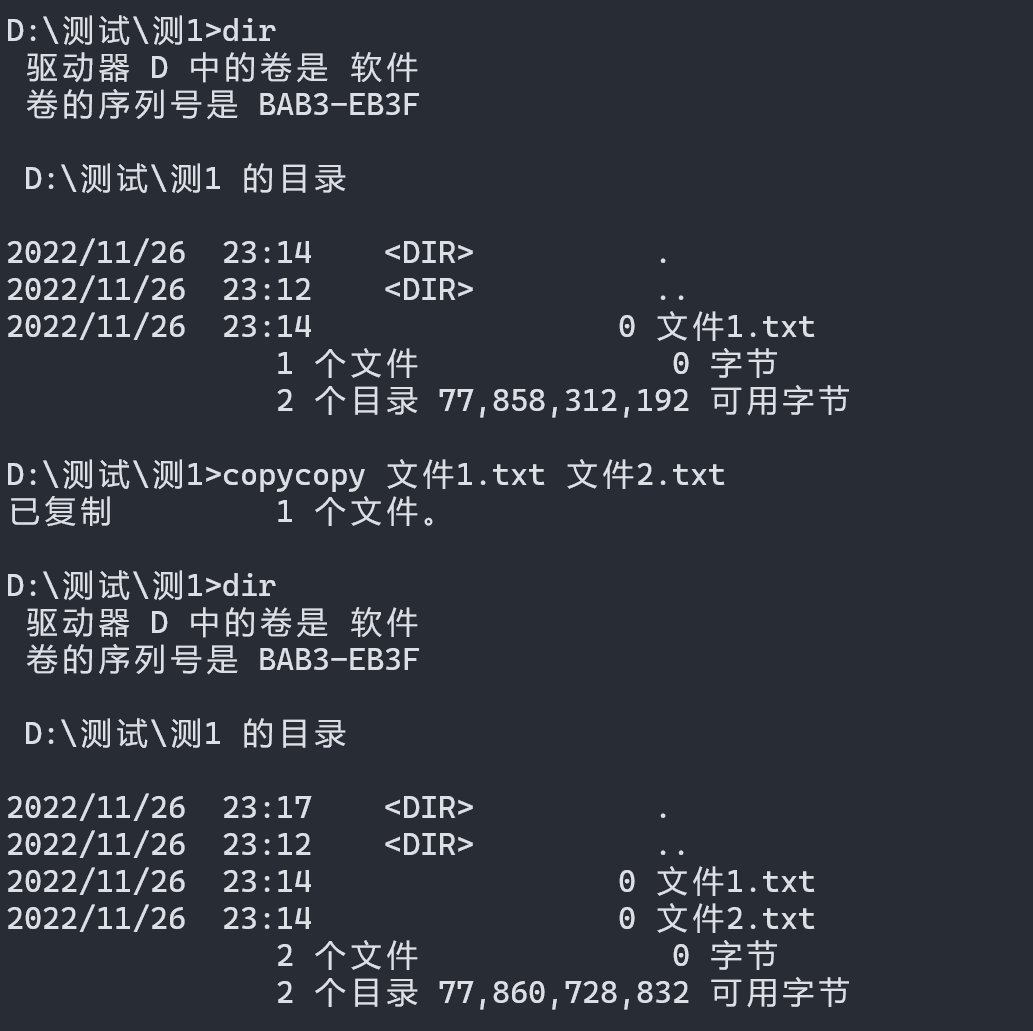 D:\测试\测1>dir
 驱动器 D 中的卷是 软件
 卷的序列号是 BAB3-EB3F

 D:\测试\测1 的目录

2022/11/26  23:14    <DIR>          .
2022/11/26  23:12    <DIR>          ..
2022/11/26  23:14                 0 文件1.txt
               1 个文件              0 字节
               2 个目录 77,858,312,192 可用字节

D:\测试\测1>copycopy 文件1.txt 文件2.txt
已复制         1 个文件。

D:\测试\测1>dir
 驱动器 D 中的卷是 软件
 卷的序列号是 BAB3-EB3F

 D:\测试\测1 的目录

2022/11/26  23:17    <DIR>          .
2022/11/26  23:12    <DIR>          ..
2022/11/26  23:14                 0 文件1.txt
2022/11/26  23:14                 0 文件2.txt
               2 个文件              0 字节
               2 个目录 77,860,728,832 可用字节